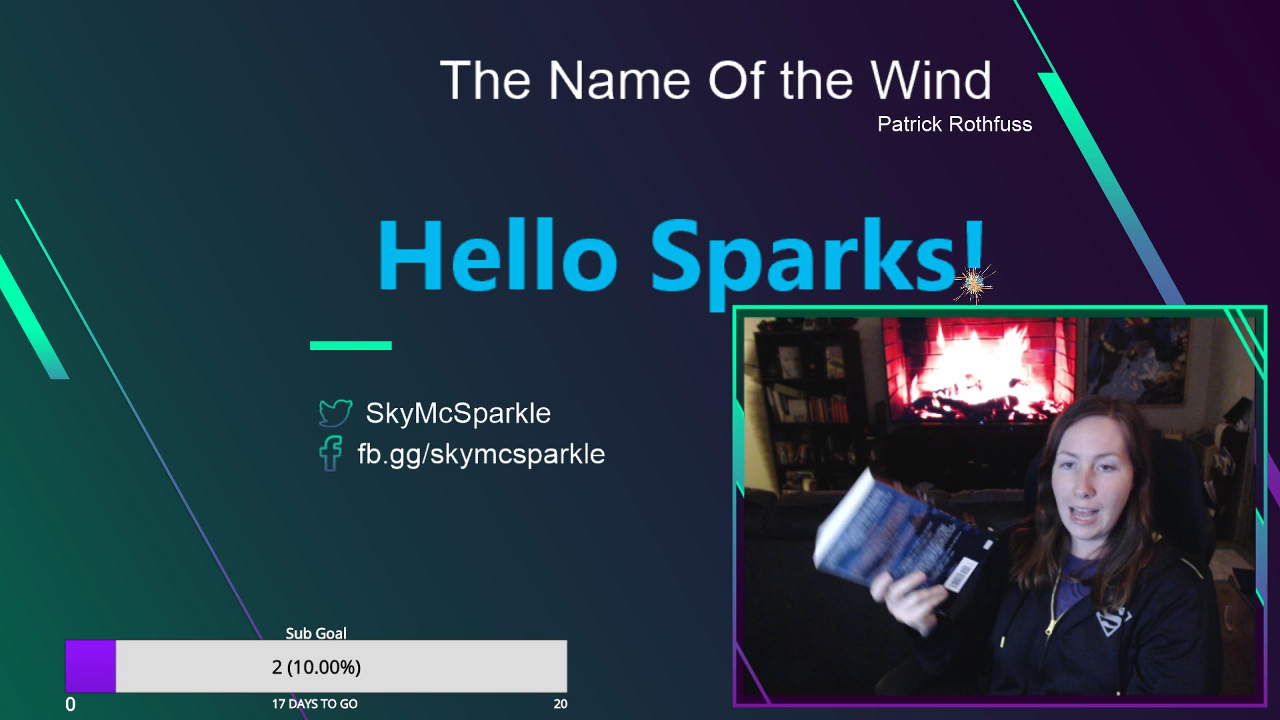 The Name Of the Wind
Patrick Rothfuss
Hello Sparks!
SkyMcSparkle
fb.gg/skymcsparkle
Sub Goal
2 (10.00%)
0
17 DAYS TO GO
20